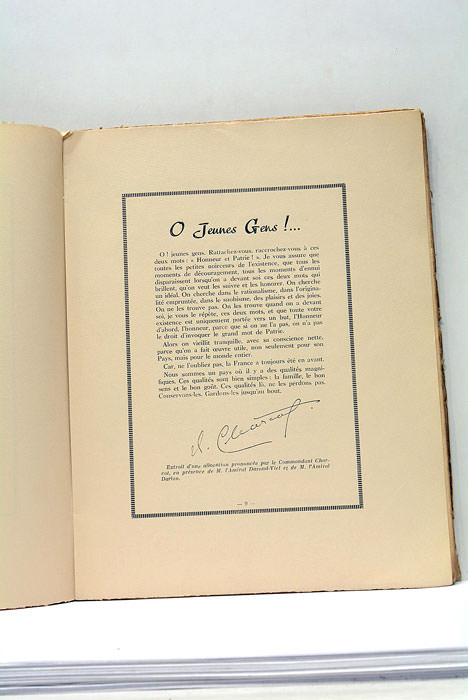 O Jeunes Gens !...
O ! jeunes gens. Rattachez-vous, raccrochez-vous à ces
deux mots : « Honneur et Patrie ! ». Je vous assure que
toutes les petites noirceurs de l'existence, que tous les
moments de découragement, tous les moments d'ennui
disparaissent lorsqu'on a devant soi ces deux mots qui
brillent, qu'on veut les suivre et les honorer. On cherche
un idéal. On cherche dans le rationalisme, dans l'origina-
lité empruntée, dans le snobisme, des plaisirs et des joies.
On ne les trouve pas. On les trouve quand on a devant
soi, je vous le répète, ces deux mots, et que toute votre
existence est uniquement portée vers un but, l'Honneur
d'abord, l'honneur, parce que si on ne l'a pas, on n'a pas
le droit d'invoquer le grand mot de Patrie.
Alors on vieillit tranquille, avec sa conscience nette,
parce qu'on a fait œuvre utile, non seulement pour son
Pays, mais pour le monde entier.
Car, ne l'oubliez pas, la France a toujours été en avant.
Nous sommes un pays où il y a des qualités magni-
fiques. Ces qualités sont bien simples : la famille, le bon
sens et le bon goût. Ces qualités là, ne les perdons pas.
Conservons-les. Gardons-les jusqu'au bout.
J. Charcot.
Extrait d'une allocution prononcée par le Commandant Char-
cot, en présence de M. l'Amiral Durand-Viel et de M. l'Amiral
Darlan.
— 9 —